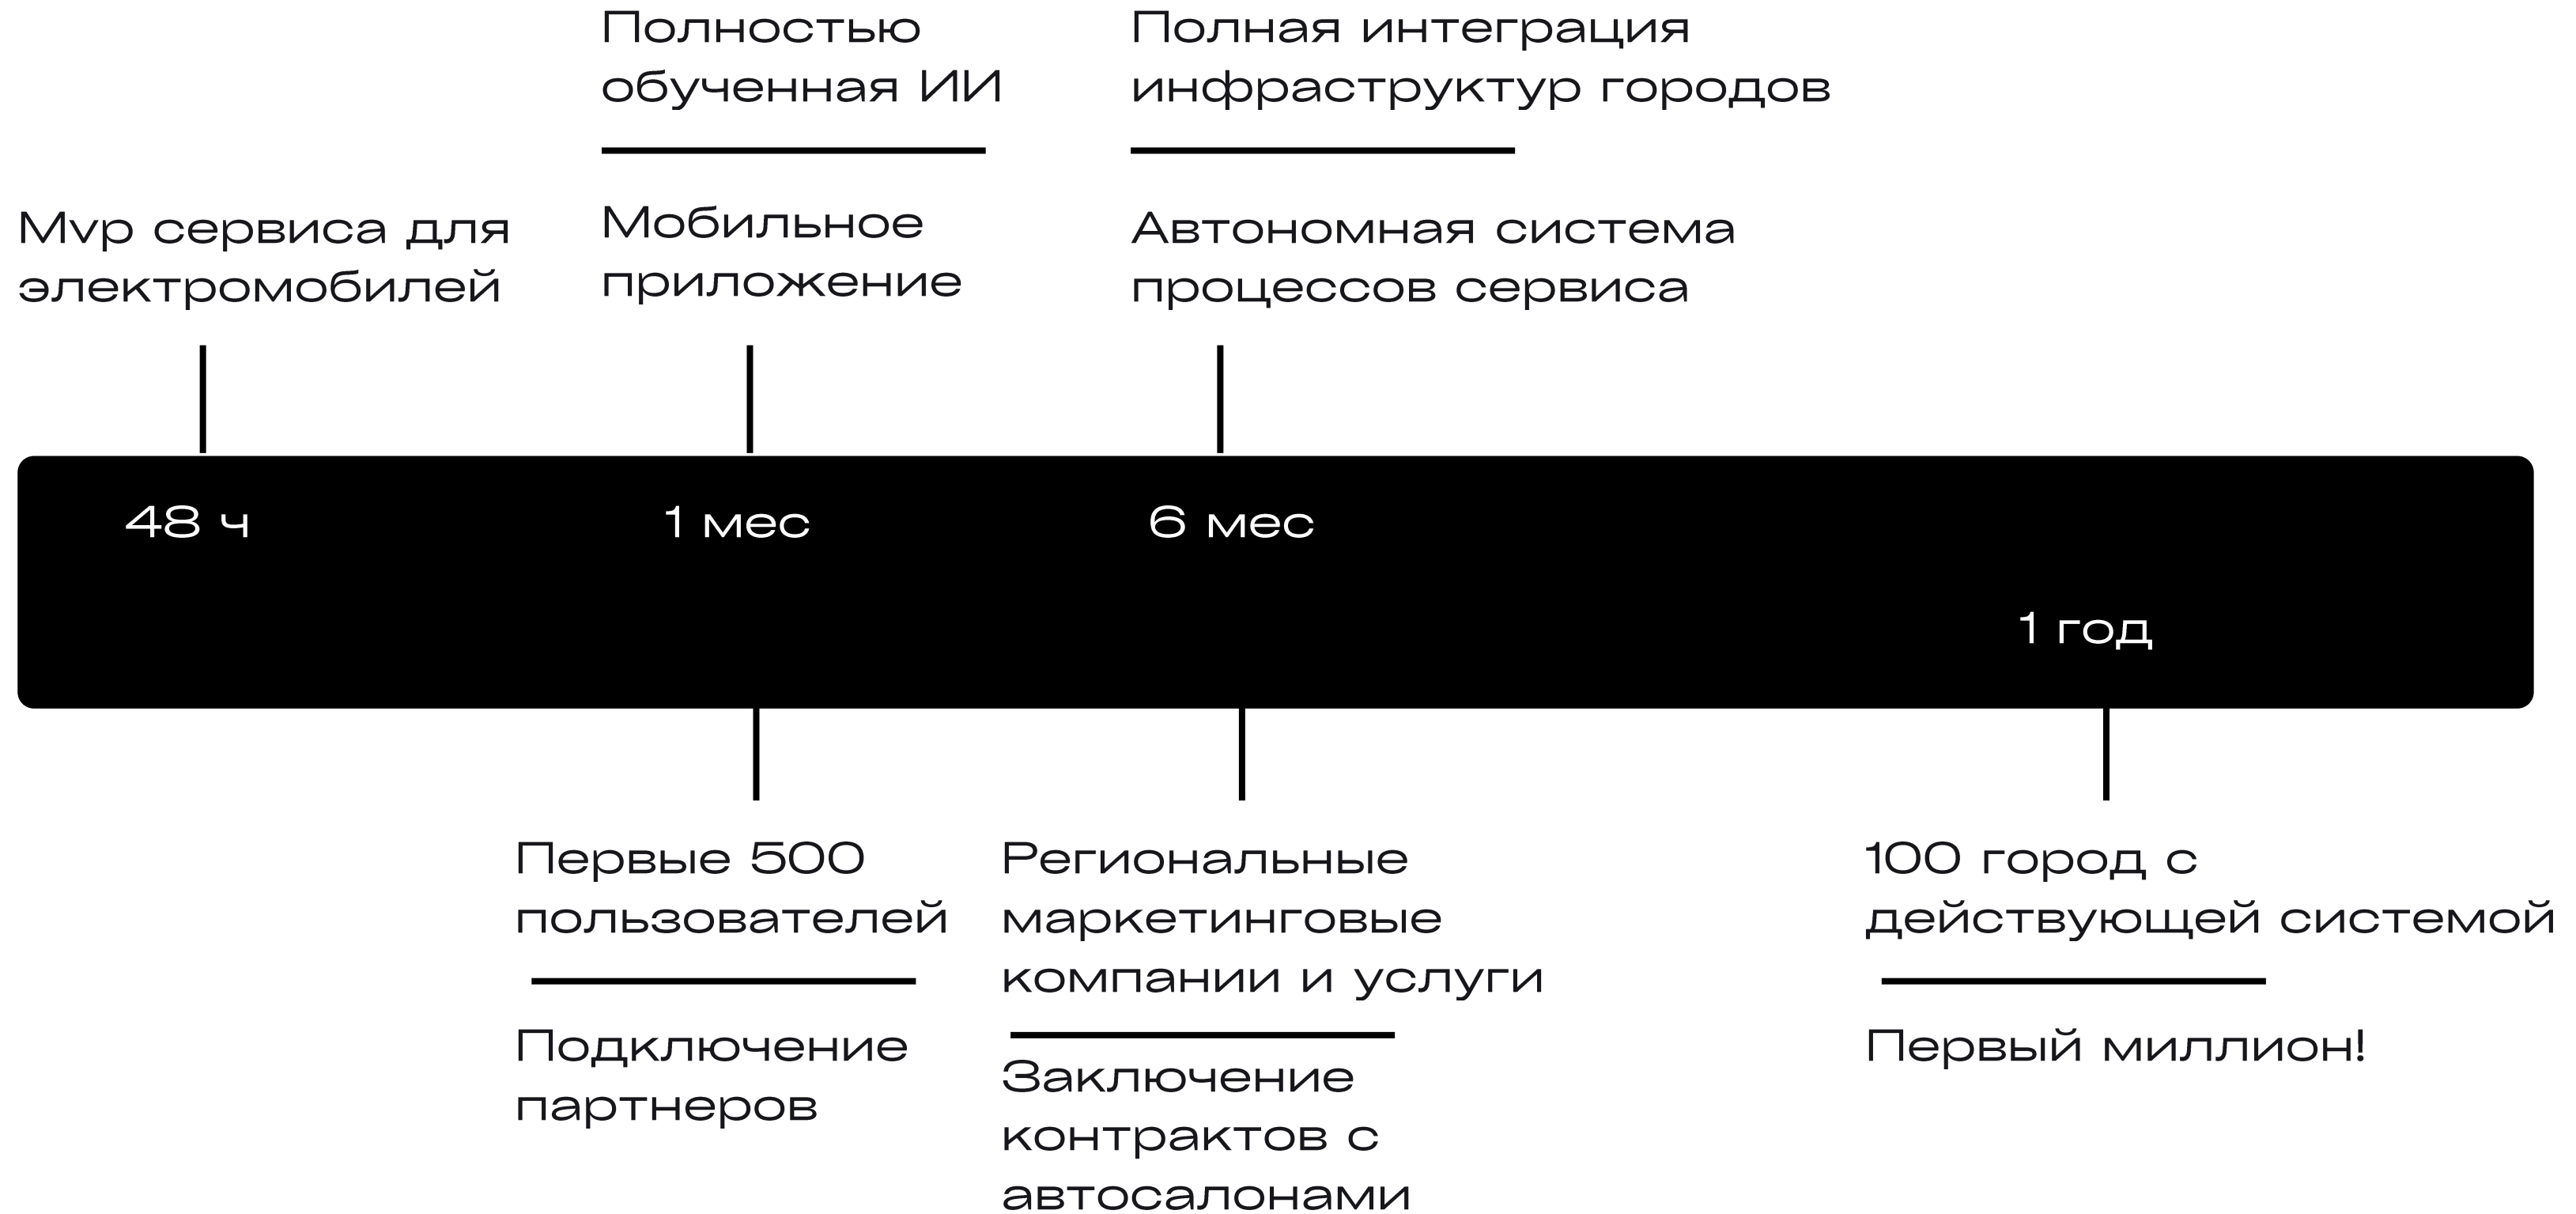 Полностью
обученная ИИ
Полная интеграция
инфраструктур городов
Mvp сервиса для
электромобилей
Мобильное
приложение
Автономная система
процессов сервиса
48 ч
1 мес
6 мес
1 год
Первые 500
пользователей
Подключение
партнеров
Региональные
маркетинговые
компании и услуги
Заключение
контрактов с
автосалонами
100 город с
действующей системой
Первый миллион!